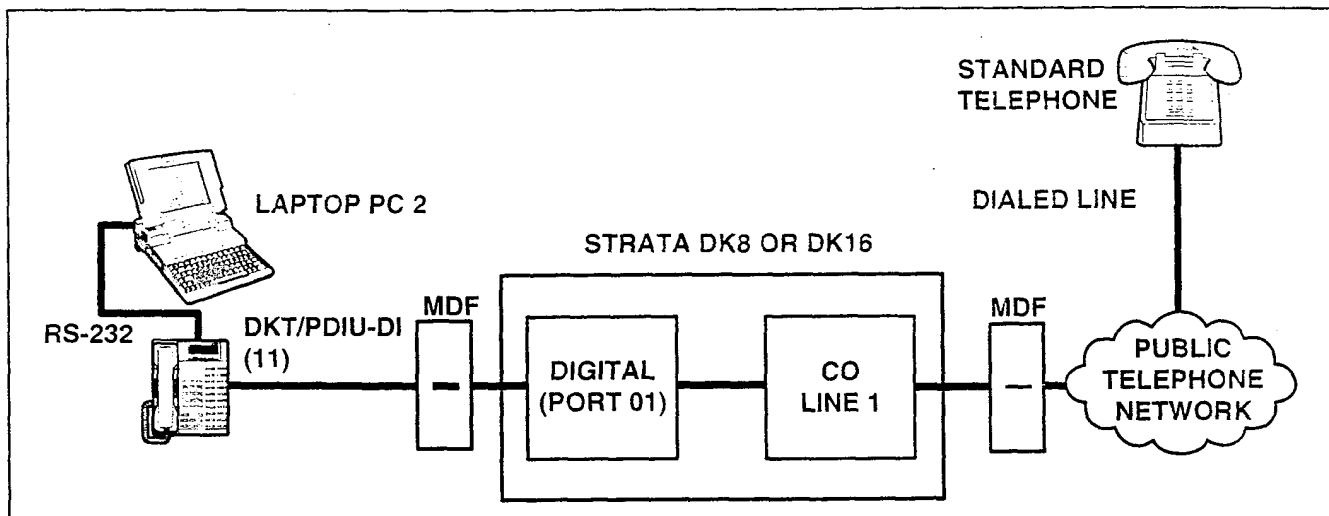 STANDARD
TELEPHONE
LAPTOP PC 2
DIALED LINE
STRATA DK8 OR DK16
RS-232
DKT/PDIU-DI
(11)
MDF
DIGITAL
(PORT 01)
CO
LINE 1
MDF
PUBLIC
TELEPHONE
NETWORK